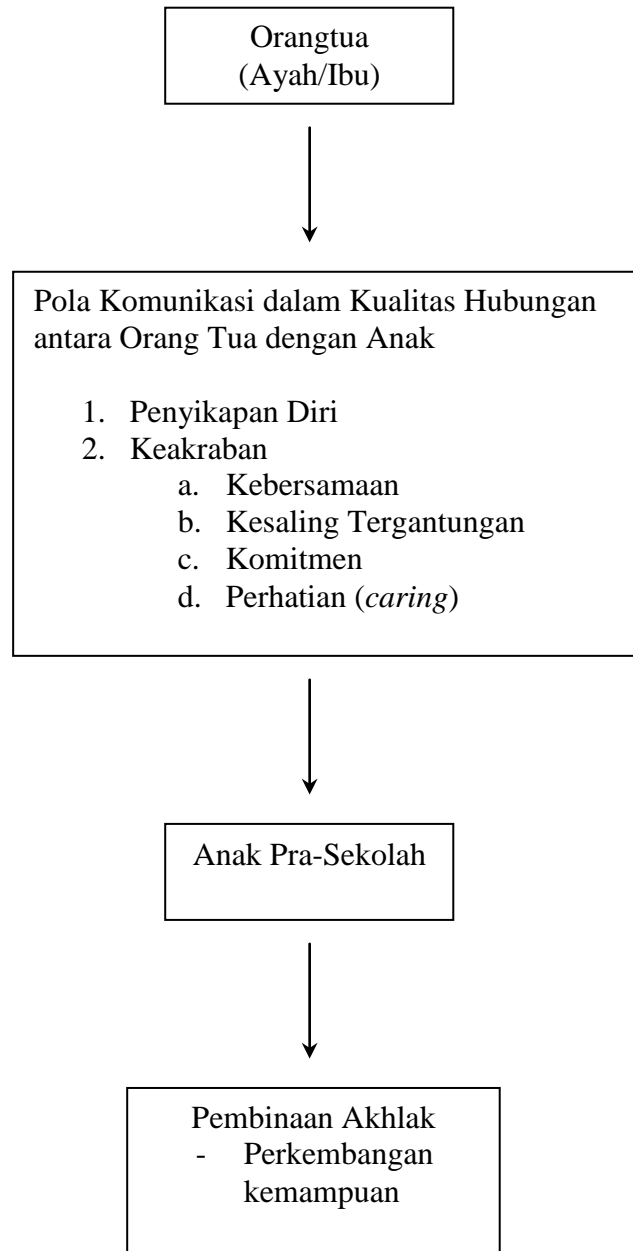 Orangtua
(Ayah/Ibu)
Pola Komunikasi dalam Kualitas Hubungan
antara Orang Tua dengan Anak
1. Penyikapan Diri
2. Keakraban
a. Kebersamaan
b. Kesaling Tergantungan
c. Komitmen
d. Perhatian (caring)
Anak Pra-Sekolah
Pembinaan Akhlak
- Perkembangan
kemampuan